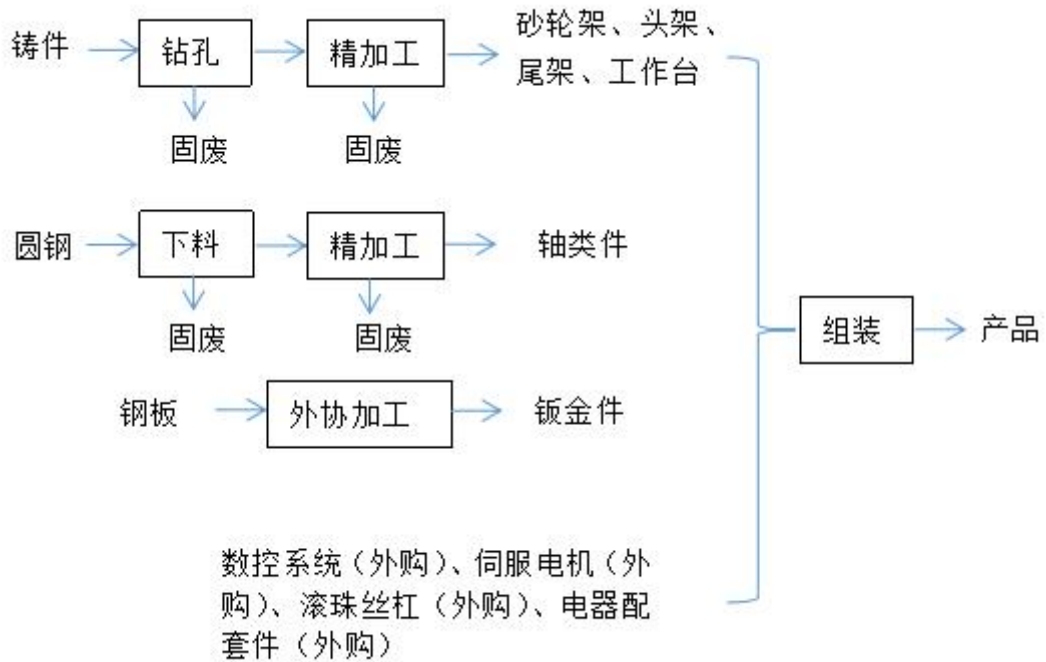 铸件
钻孔
精加工
砂轮架、头架、
尾架、工作台
固废
固废
圆钢
下料
精加工
轴类件
固废
固废
组装
产品
钢板
外协加工
钣金件
数控系统（外购）、伺服电机（外
购）、滚珠丝杠（外购）、电器配
套件（外购）